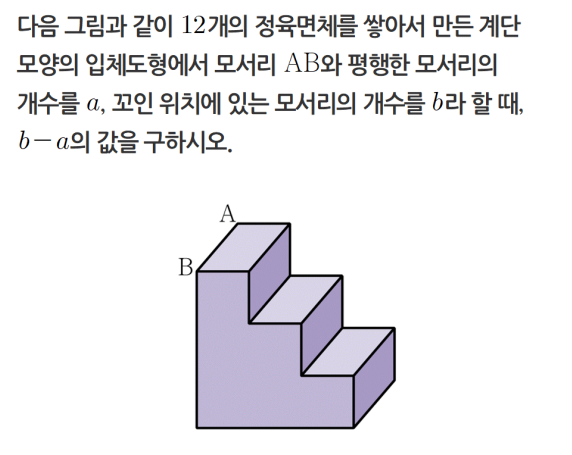 다음 그림과 같이 12개의 정육면체를 쌓아서 만든 계단
모양의 입체도형에서 모서리 AB와 평행한 모서리의
개수를 a, 꼬인 위치에 있는 모서리의 개수를 b라 할 때,
b-a의 값을 구하시오.
A
B